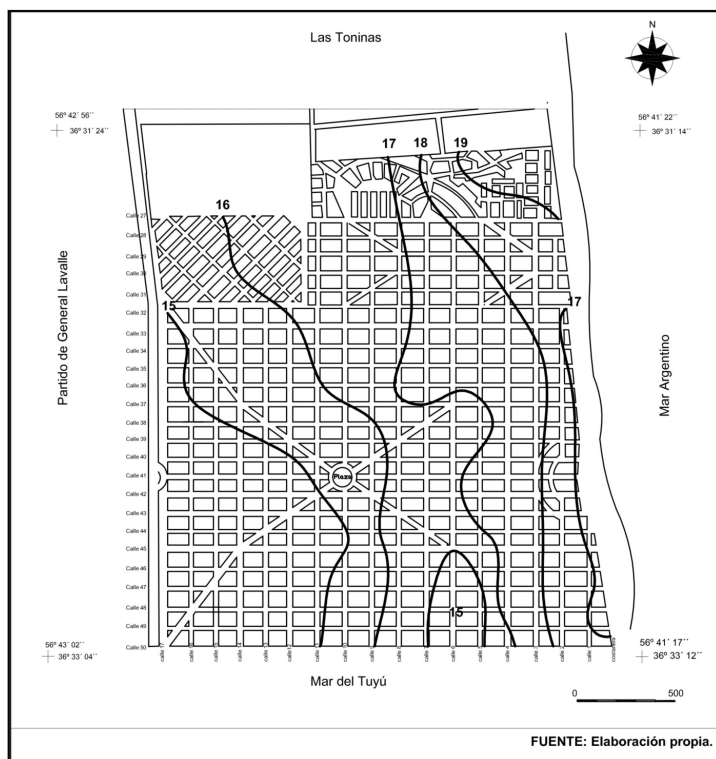 Las Toninas
N
56º 42´ 56´´
36º 31´ 24´´
56º 41´ 22´´
36º 31´ 14´´
17
18
19
16
Calle 27
Calle 28
Calle 29
Calle 30
Calle 31
15
17
Calle 32
Calle 33
Calle 34
Calle 35
Calle 36
Calle 37
Calle 38
Calle 39
Calle 40
Calle 41
Plaza
Calle 42
Calle 43
Calle 44
Calle 45
Calle 46
Calle 47
Calle 48
15
Calle 49
Calle 50
Partido de General Lavalle
Mar Argentino
56º 43´ 02´´
36º 33´ 04´´
56º 41´ 17´´
36º 33´ 12´´
calle 17
costanera
Mar del Tuyú
0 500
FUENTE: Elaboración propia.